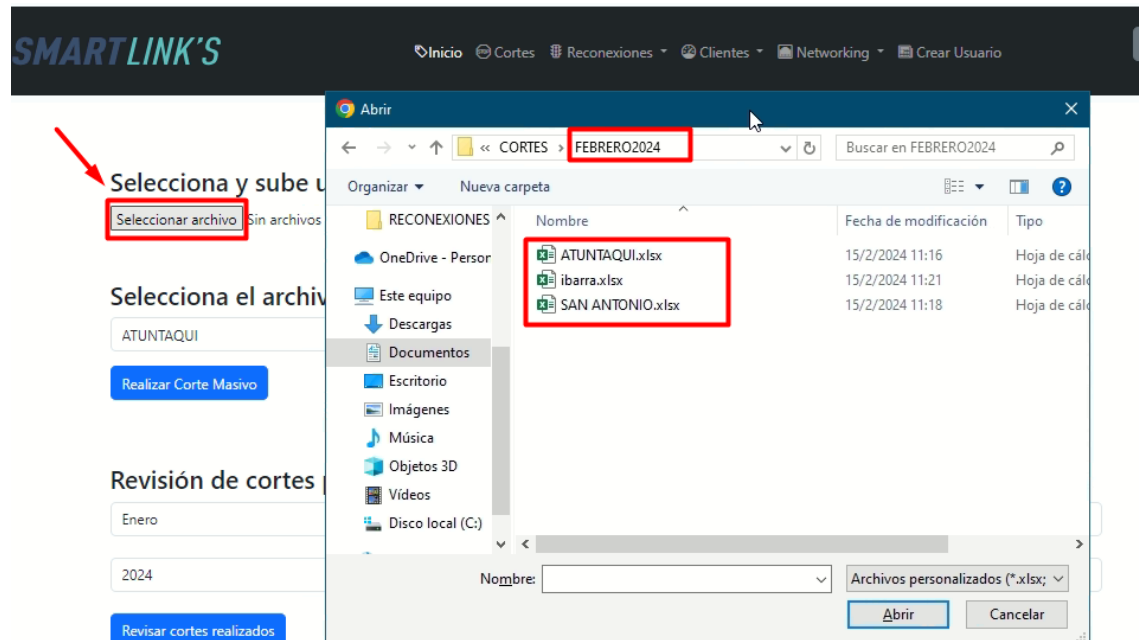 SMARTLINK'S
Inicio Cortes Reconexiones Clientes Networking Crear Usuario
Abrir
« CORTES › FEBRERO2024
Buscar en FEBRERO2024
Organizar Nueva carpeta
Selecciona y sube u
Seleccionar archivo Sin archivos
RECONEXIONES
OneDrive - Person
Este equipo
Descargas
Documentos
Escritorio
Imágenes
Música
Objetos 3D
Vídeos
Disco local (C:)
Nombre Fecha de modificación Tipo
ATUNTAQUI.xlsx 15/2/2024 11:16 Hoja de cálc
ibarra.xlsx 15/2/2024 11:21 Hoja de cálc
SAN ANTONIO.xlsx 15/2/2024 11:18 Hoja de cálc
Selecciona el archiv
ATUNTAQUI
Realizar Corte Masivo
Revisión de cortes p
Enero
2024
Revisar cortes realizados
Nombre: Archivos personalizados (*.xlsx;
Abrir Cancelar